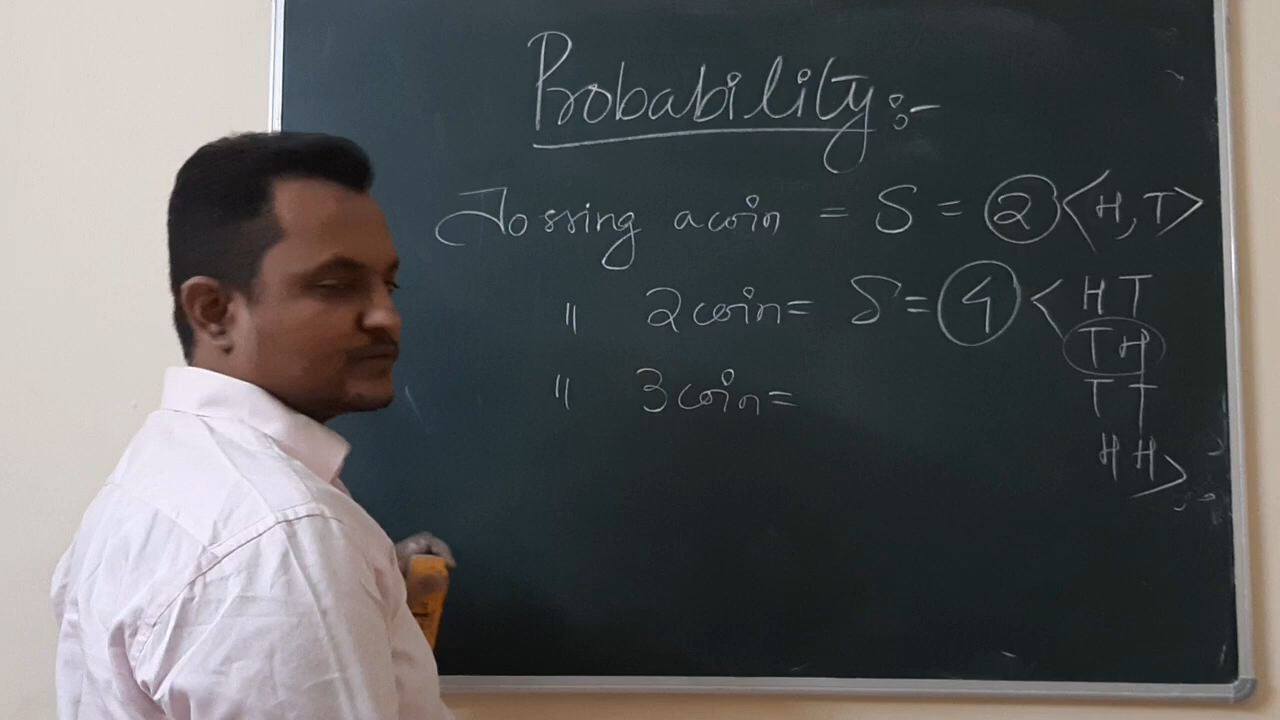 Probability :-
Tossing a coin = S = 2 <H, T>
" 2 coin = S = 4 < H T
T H
T T
H H >
" 3 coin =